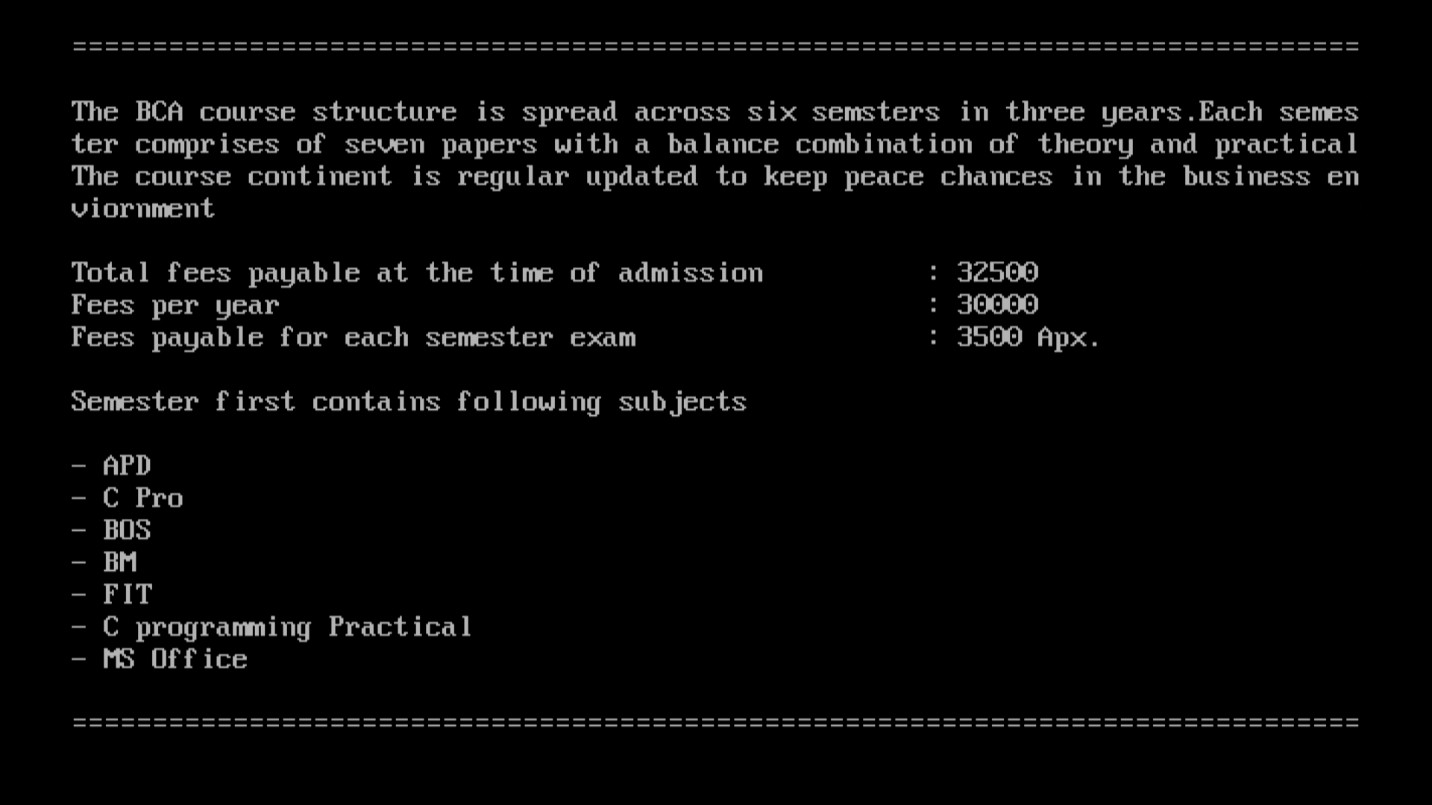 ================================================================================
The BCA course structure is spread across six semsters in three years.Each semes
ter comprises of seven papers with a balance combination of theory and practical
The course continent is regular updated to keep peace chances in the business en
viornment
Total fees payable at the time of admission : 32500
Fees per year : 30000
Fees payable for each semester exam : 3500 Apx.
Semester first contains following subjects
- APD
- C Pro
- BOS
- BM
- FIT
- C programming Practical
- MS Office
================================================================================